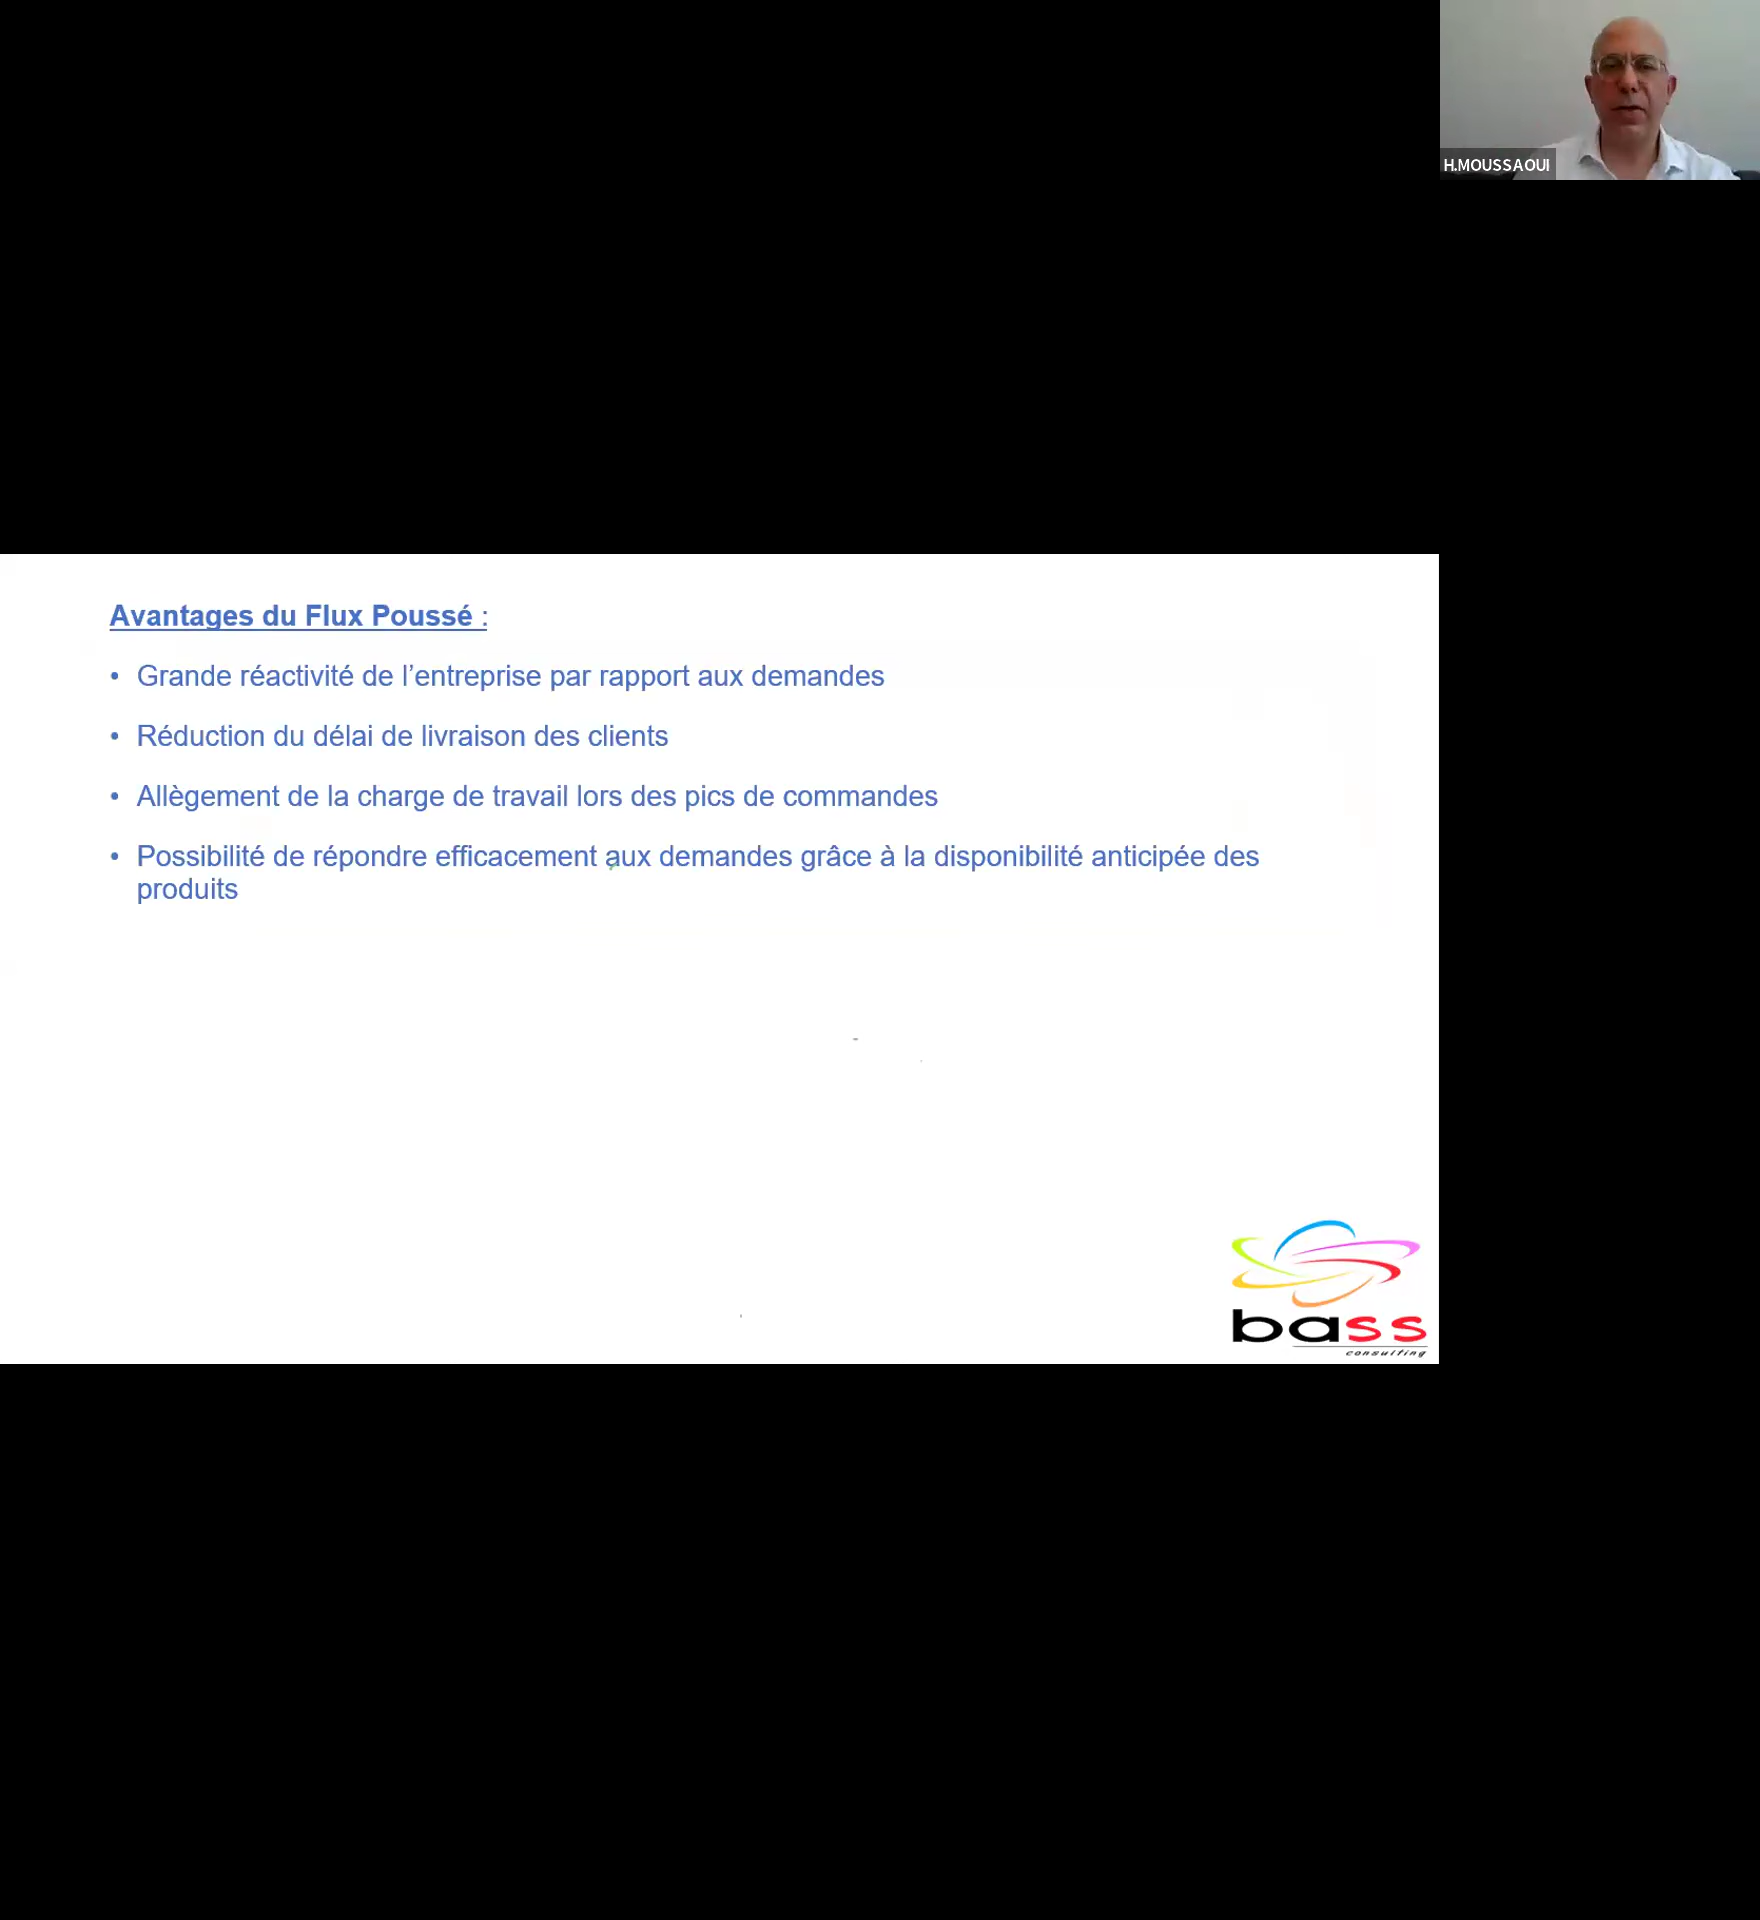 H.MOUSSAOUI
Avantages du Flux Poussé :
• Grande réactivité de l’entreprise par rapport aux demandes
• Réduction du délai de livraison des clients
• Allègement de la charge de travail lors des pics de commandes
• Possibilité de répondre efficacement aux demandes grâce à la disponibilité anticipée des
produits
bass
consulting